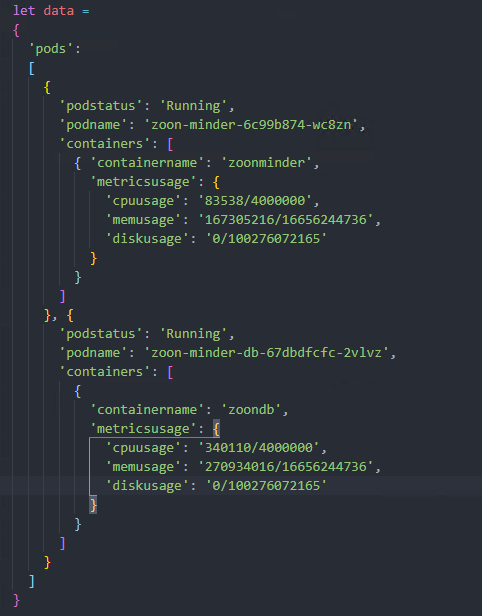 let data =
{
'pods':
[
{
'podstatus': 'Running',
'podname': 'zoon-minder-6c99b874-wc8zn',
'containers': [
{ 'containername': 'zoonminder',
'metricsusage': {
'cpuusage': '83538/4000000',
'memusage': '167305216/16656244736',
'diskusage': '0/100276072165'
}
}
]
}, {
'podstatus': 'Running',
'podname': 'zoon-minder-db-67dbdfcfc-2vlvz',
'containers': [
{
'containername': 'zoondb',
'metricsusage': {
'cpuusage': '340110/4000000',
'memusage': '270934016/16656244736',
'diskusage': '0/100276072165'
}
}
]
}
]
}